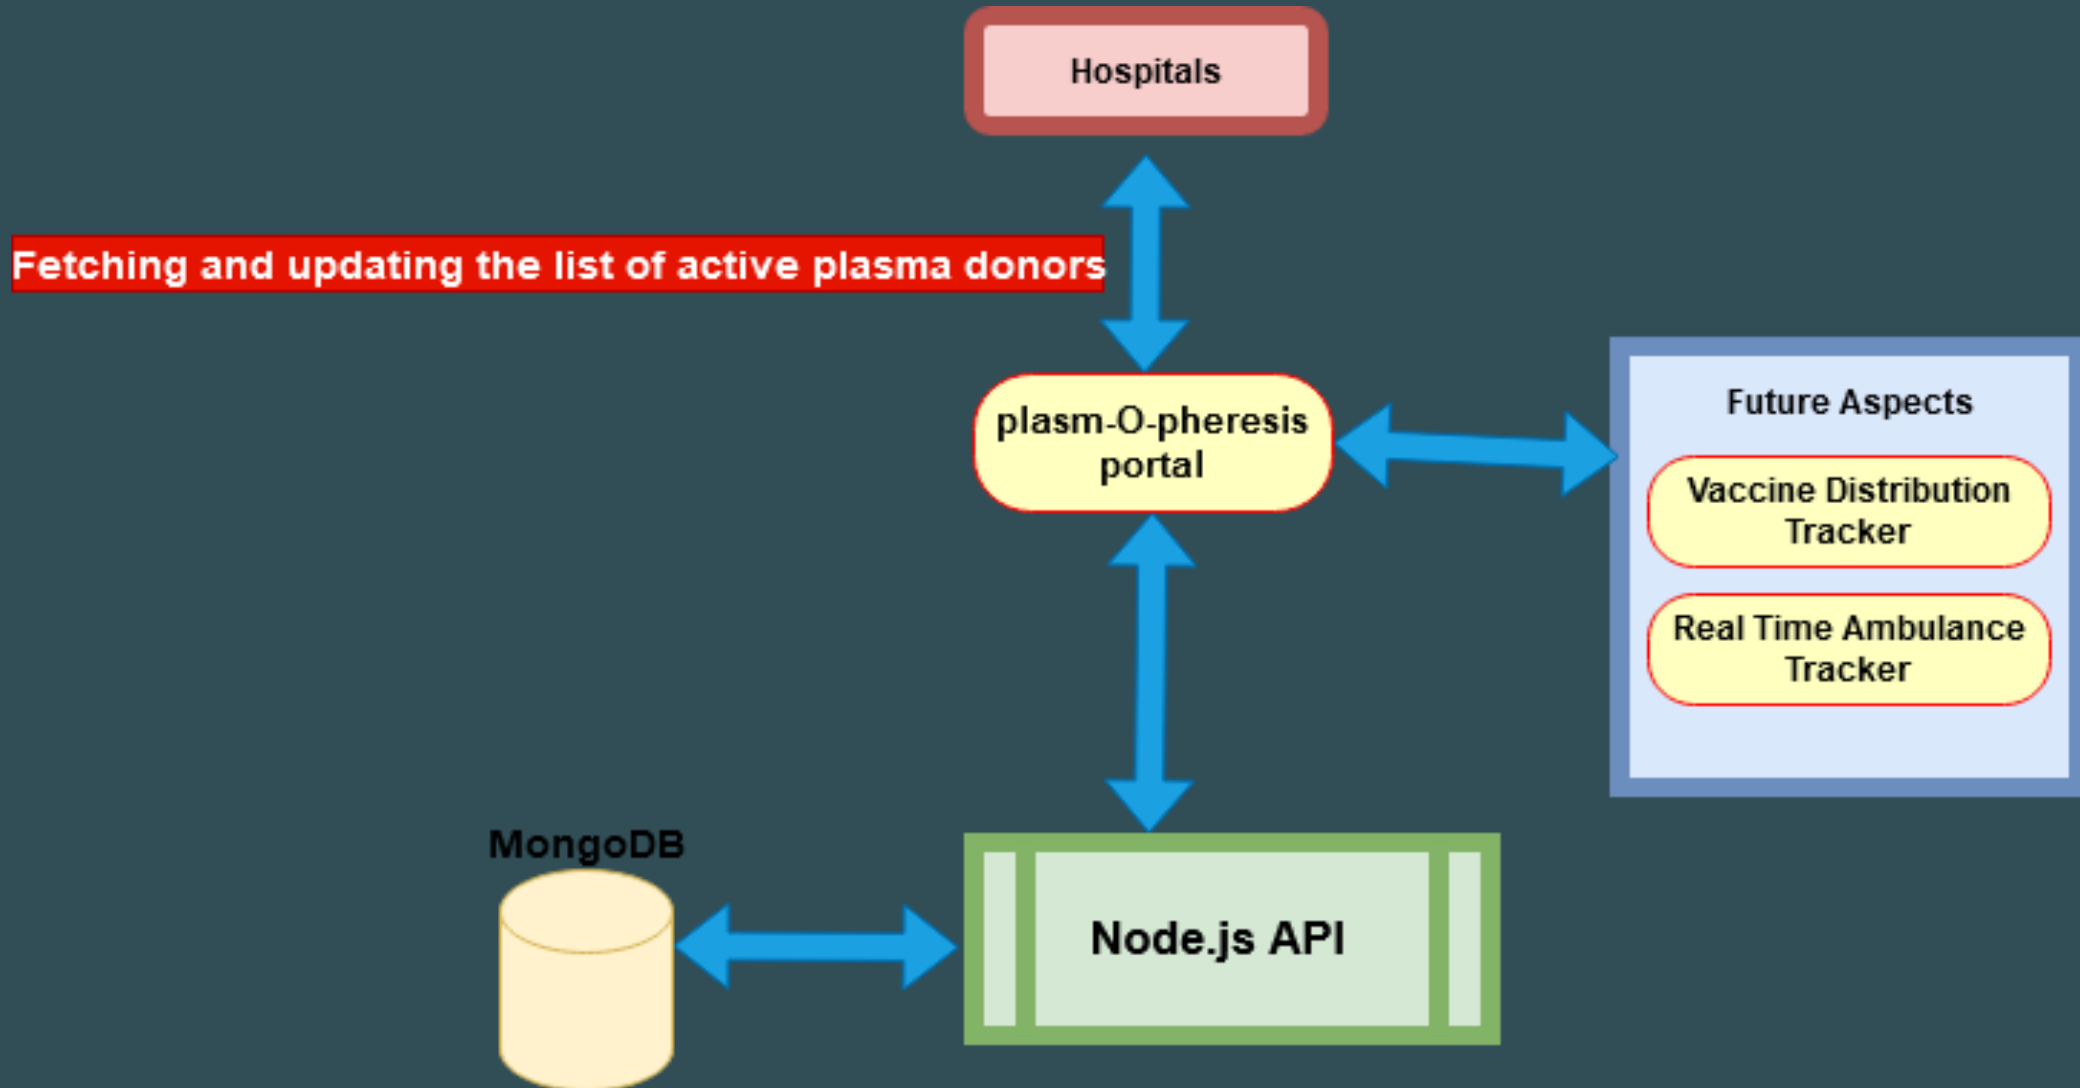 Hospitals
Fetching and updating the list of active plasma donors
plasm-O-pheresis
portal
Future Aspects
Vaccine Distribution
Tracker
Real Time Ambulance
Tracker
MongoDB
Node.js API